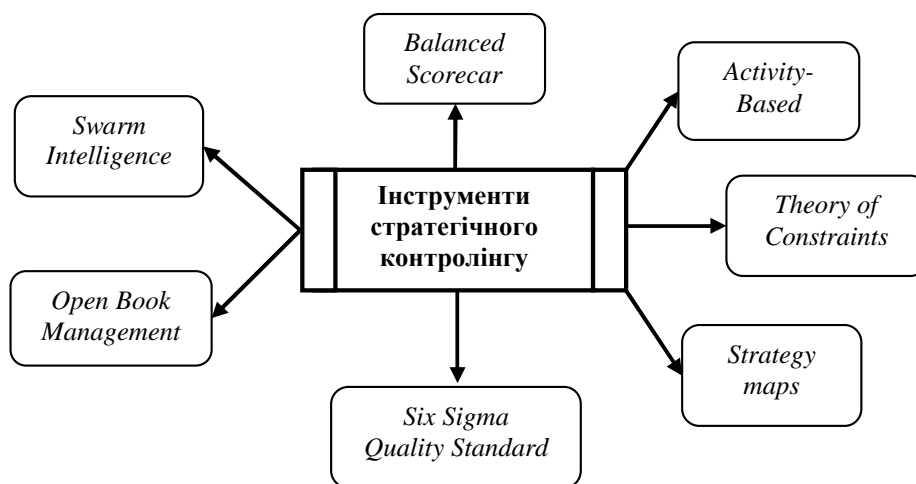 Balanced
Scorecar
Activity-
Based
Swarm
Intelligence
Інструменти
стратегічного
контролінгу
Theory of
Constraints
Open Book
Management
Strategy
maps
Six Sigma
Quality Standard